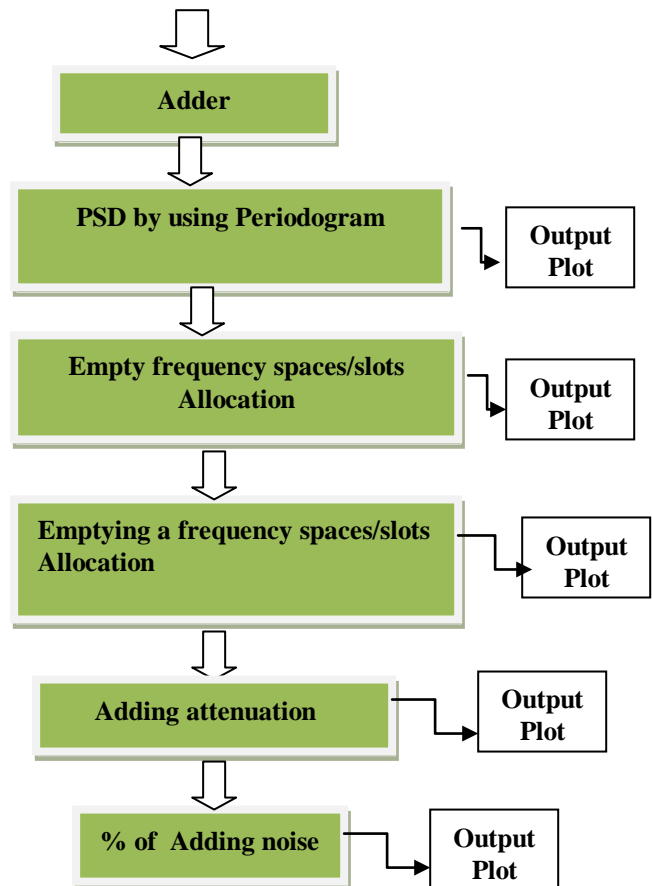 Adder
PSD by using Periodogram
Output
Plot
Empty frequency spaces/slots
Allocation
Output
Plot
Emptying a frequency spaces/slots
Allocation
Output
Plot
Adding attenuation
Output
Plot
% of Adding noise
Output
Plot